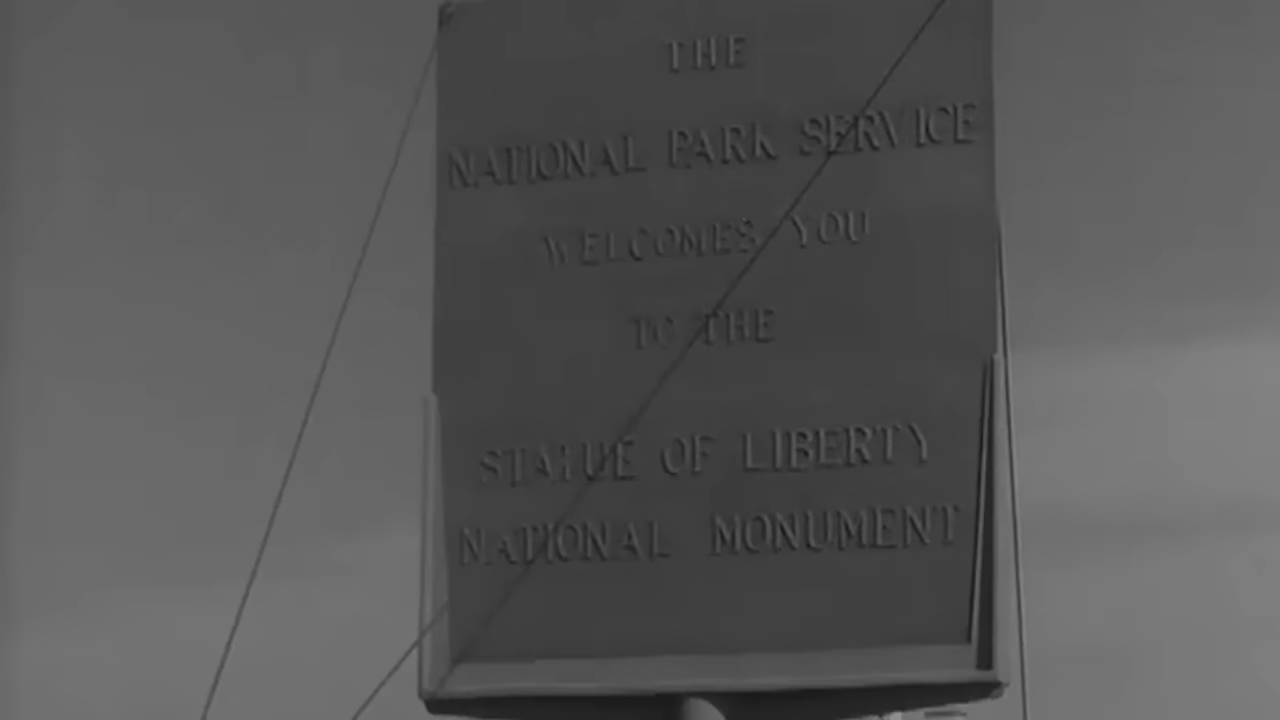 THE
NATIONAL PARK SERVICE
WELCOMES YOU
TO THE
STATUE OF LIBERTY
NATIONAL MONUMENT